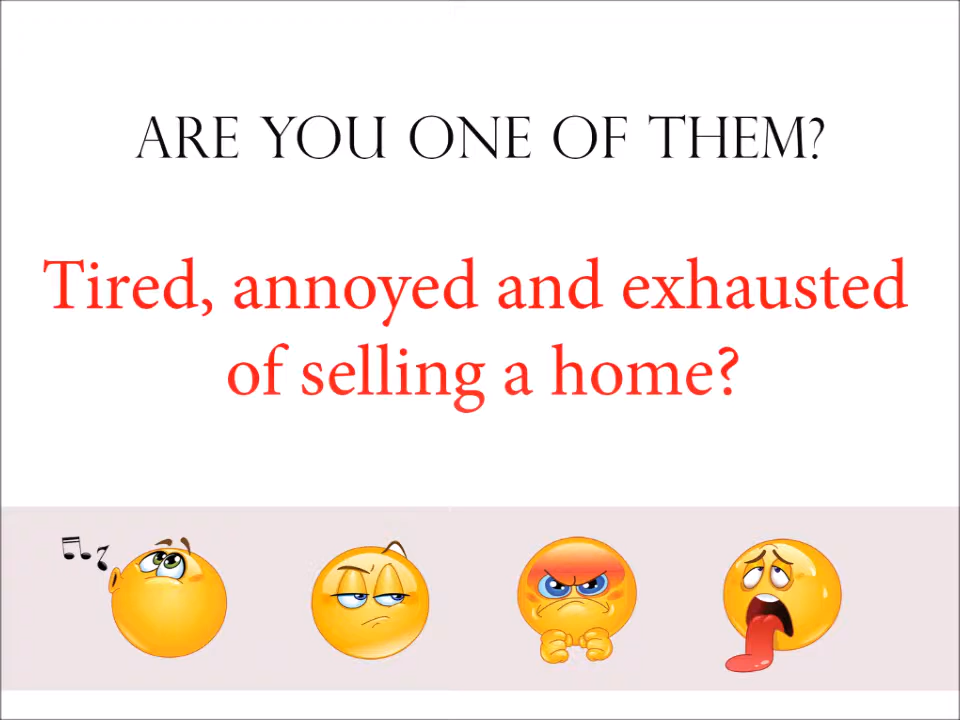 ARE YOU ONE OF THEM?
Tired, annoyed and exhausted
of selling a home?